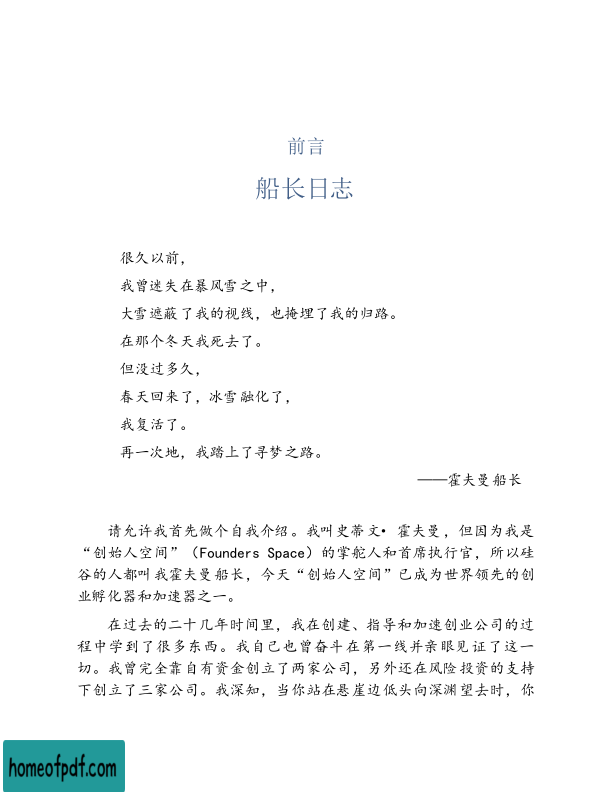 前言
船长日志
很久以前，
我曾迷失在暴风雪之中，
大雪遮蔽了我的视线，也掩埋了我的归路。
在那个冬天我死去了。
但没过多久，
春天回来了，冰雪融化了，
我复活了。
再一次地，我踏上了寻梦之路。
——霍夫曼船长
请允许我首先做个自我介绍。我叫史蒂文•霍夫曼，但因为我是
“创始人空间”（Founders Space）的掌舵人和首席执行官，所以硅
谷的人都叫我霍夫曼船长，今天“创始人空间”已成为世界领先的创
业孵化器和加速器之一。
在过去的二十几年时间里，我在创建、指导和加速创业公司的过
程中学到了很多东西。我自己也曾奋斗在第一线并亲眼见证了这一
切。我曾完全靠自有资金创立了两家公司，另外还在风险投资的支持
下创立了三家公司。我深知，当你站在悬崖边低头向深渊望去时，你
homeofpdf.com